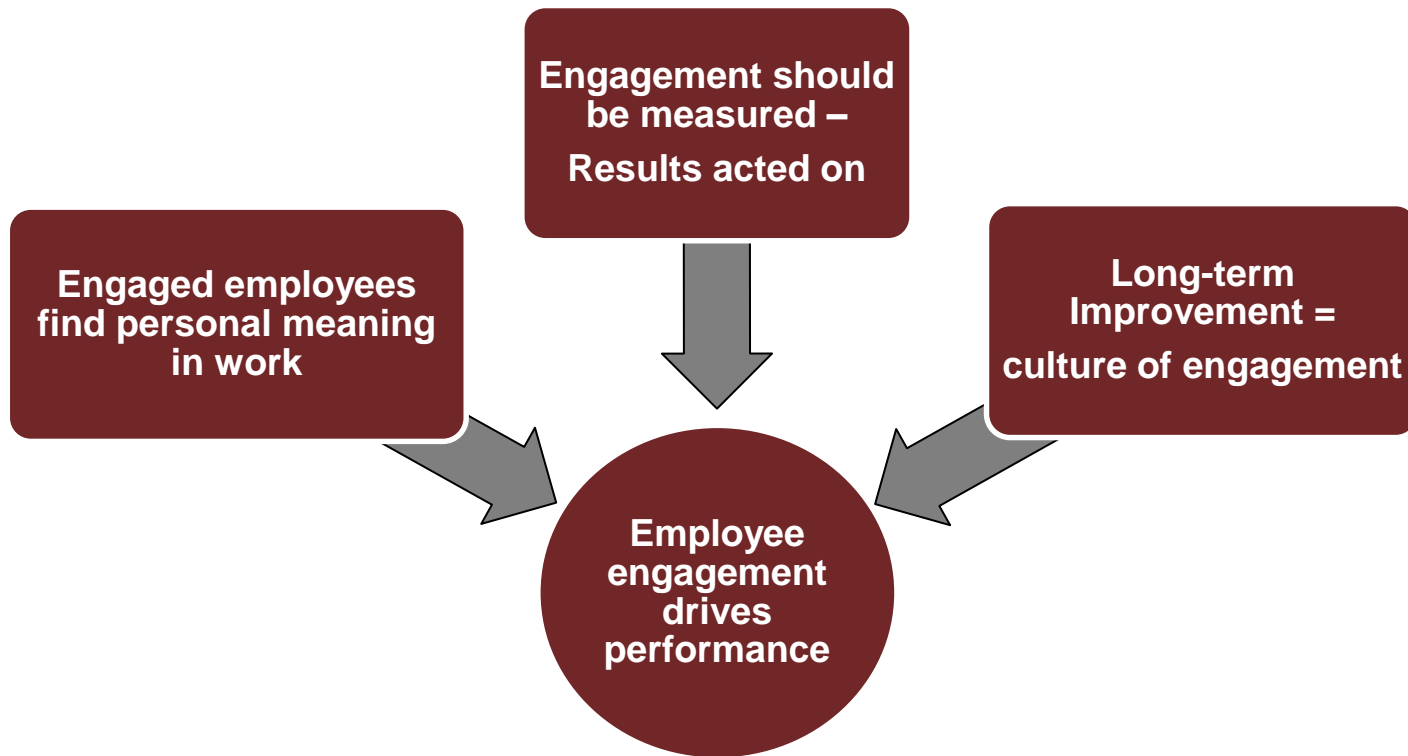 Engagement should
be measured –
Results acted on
Engaged employees
find personal meaning
in work
Long-term
Improvement =
culture of engagement
Employee
engagement
drives
performance